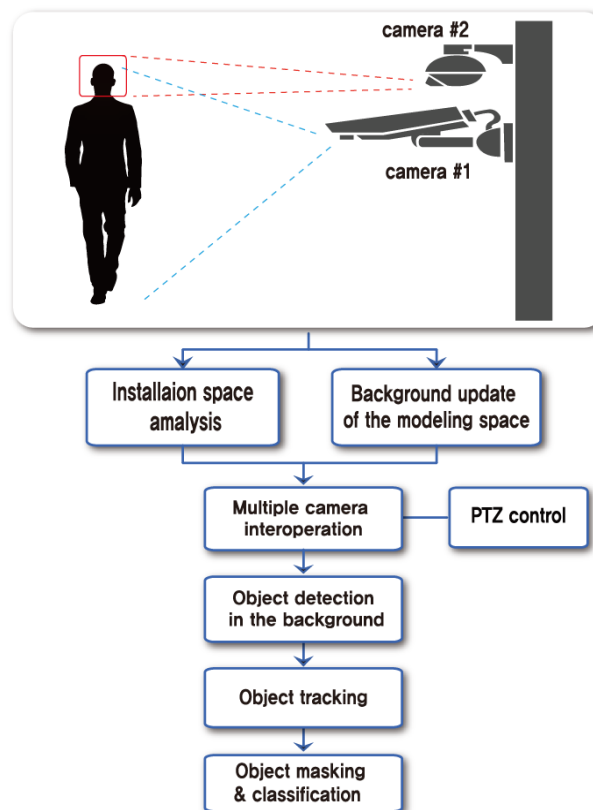 camera #2
camera #1
Installaion space
amalysis
Background update
of the modeling space
Multiple camera
interoperation
PTZ control
Object detection
in the background
Object tracking
Object masking
& classification